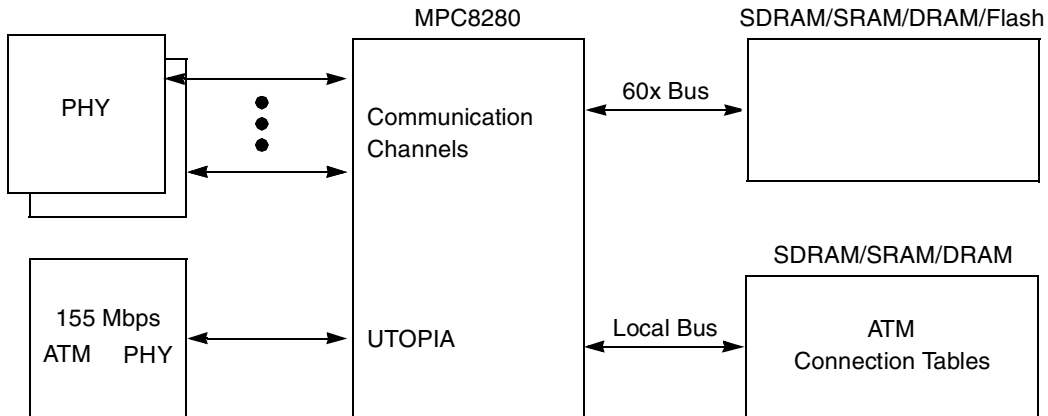 MPC8280
SDRAM/SRAM/DRAM/Flash
PHY
Communication
Channels
60x Bus
SDRAM/SRAM/DRAM
155 Mbps
ATM PHY
UTOPIA
Local Bus
ATM
Connection Tables